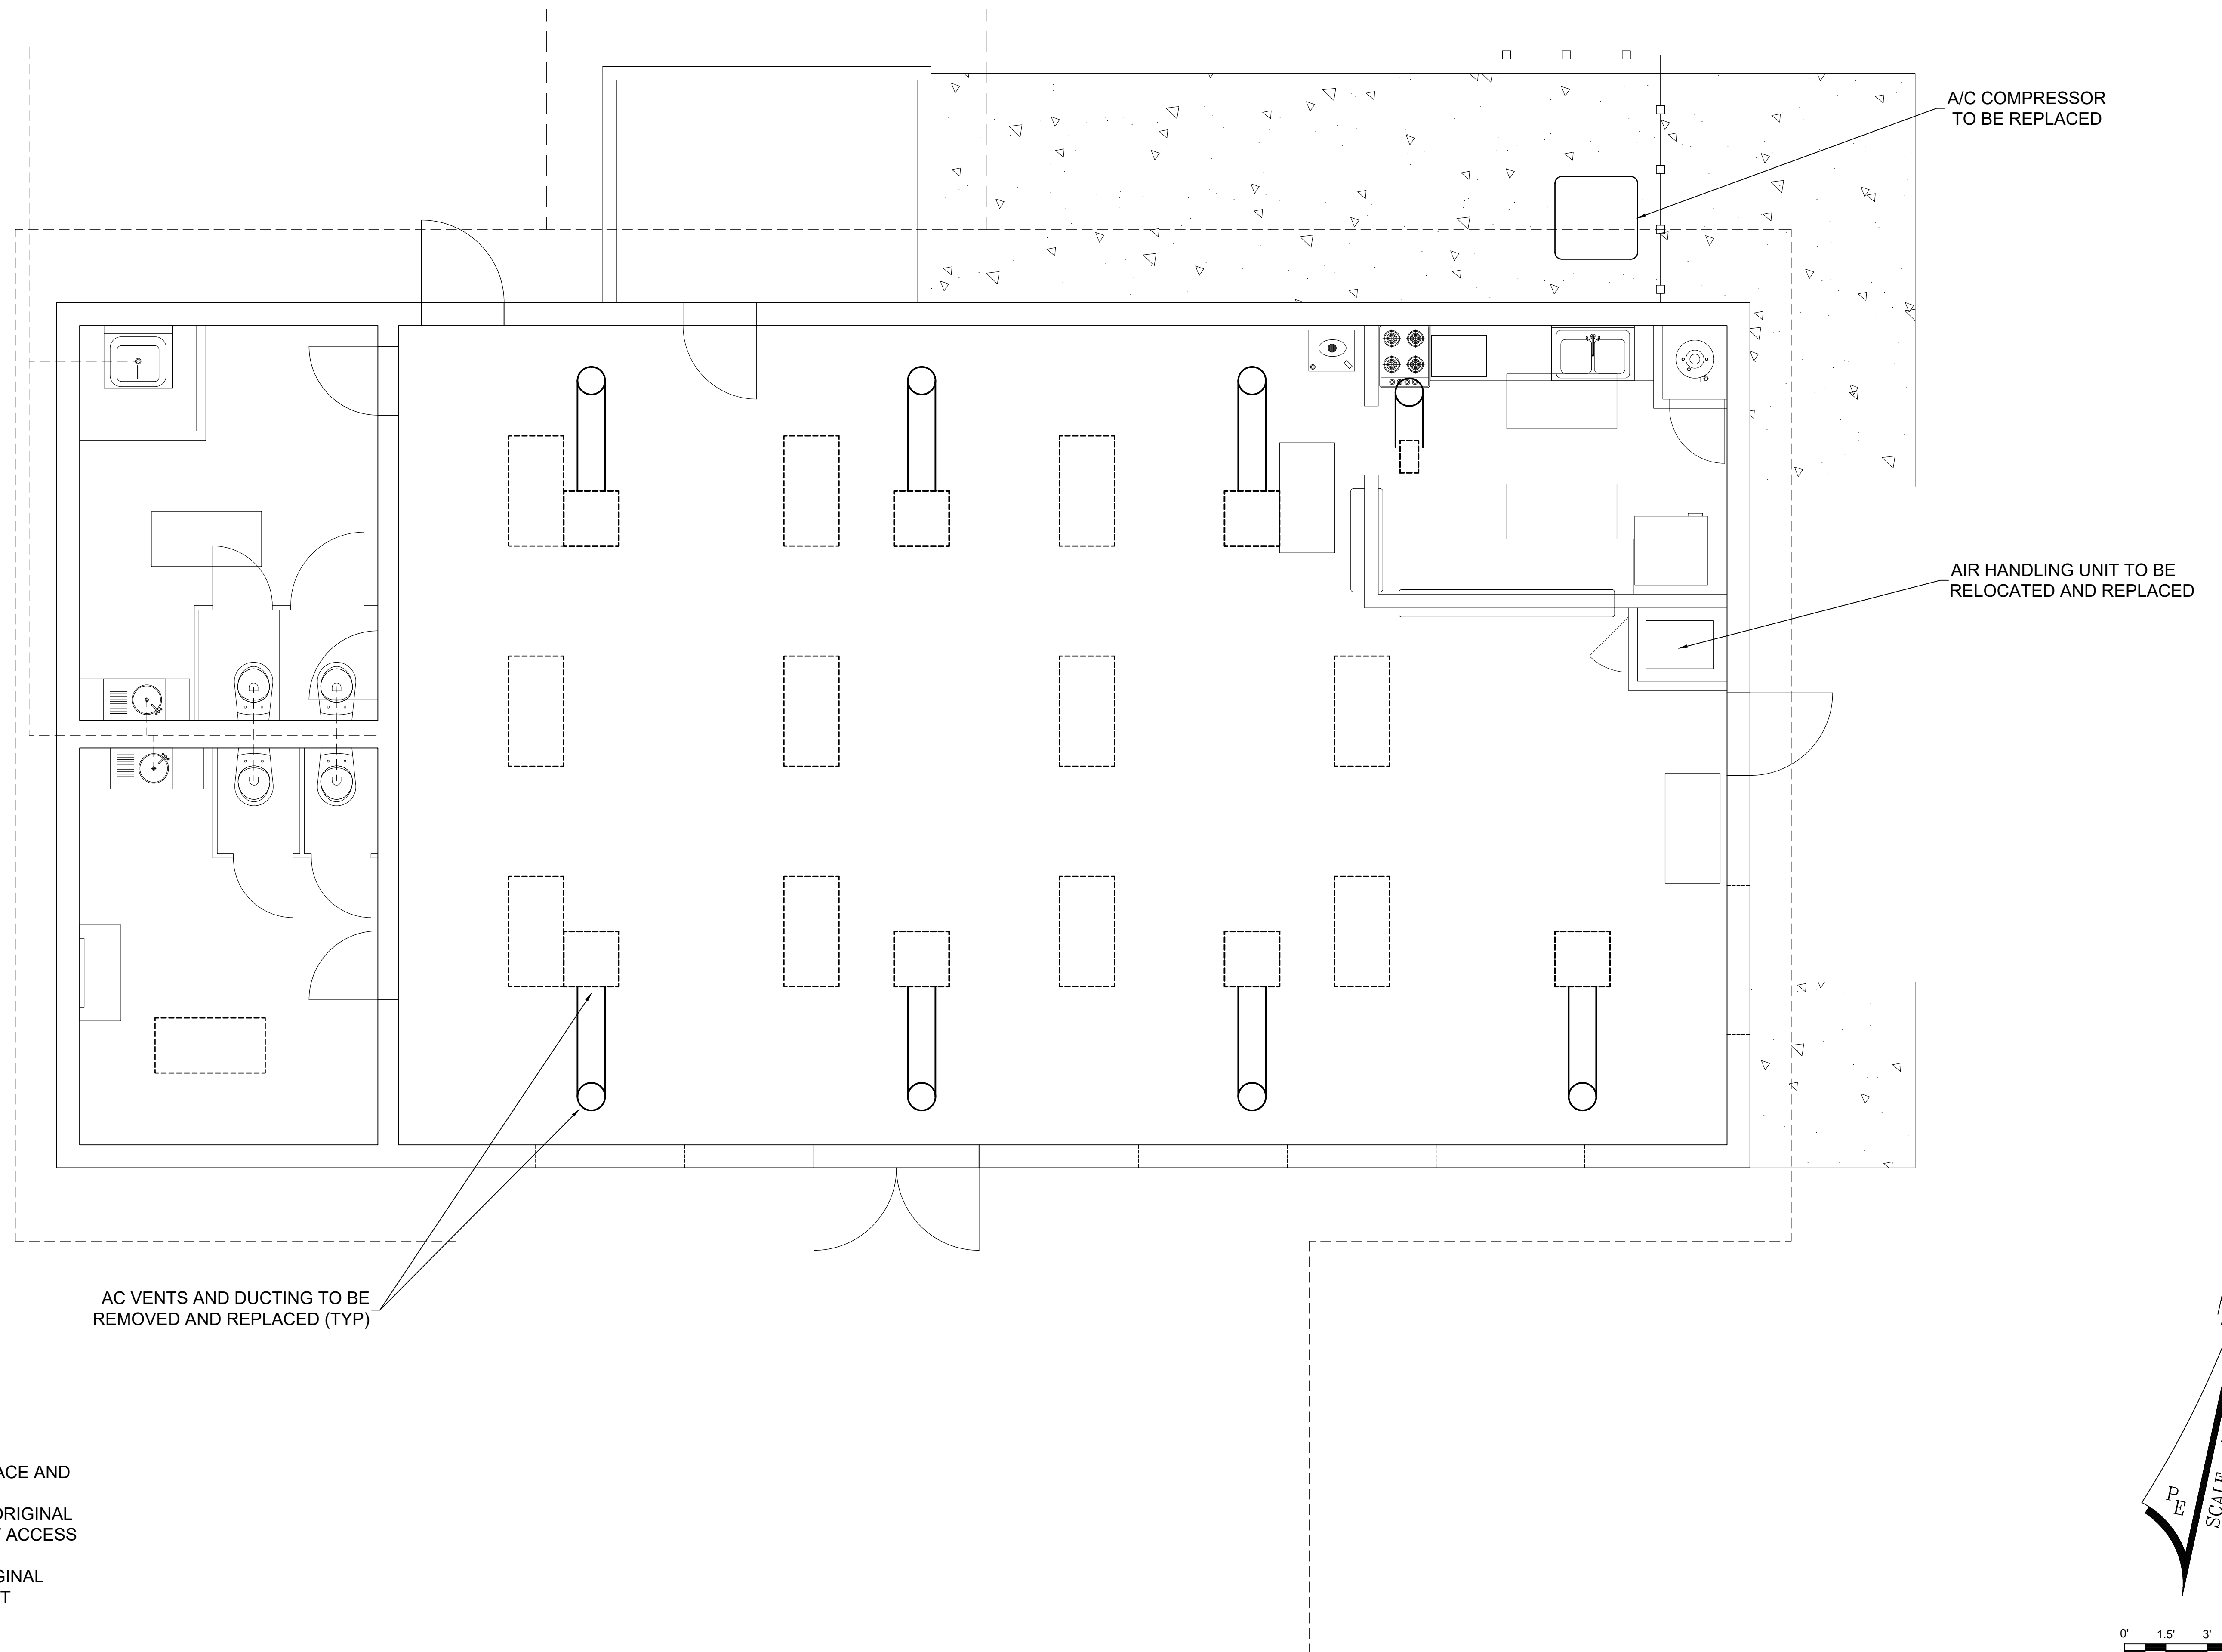 A/C COMPRESSOR
TO BE REPLACED
AIR HANDLING UNIT TO BE
RELOCATED AND REPLACED
AC VENTS AND DUCTING TO BE
REMOVED AND REPLACED (TYP)
ACE AND
ORIGINAL
ACCESS
GINAL
T
P
E
SCALE
0' 1.5' 3'